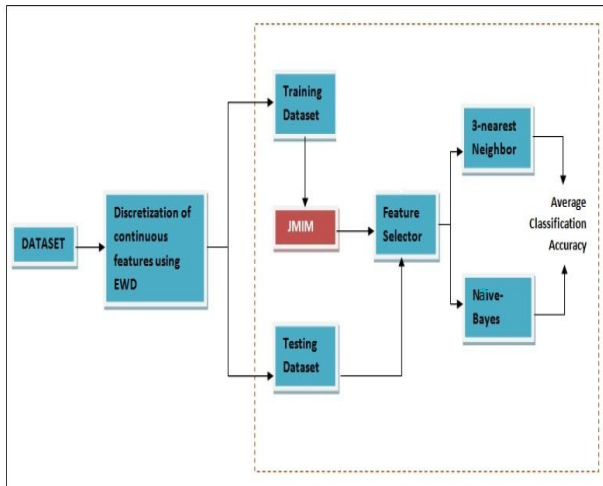 DATASET
Discretization of
continuous
features using
EWD
Training
Dataset
JMIM
Testing
Dataset
Feature
Selector
3-nearest
Neighbor
Naïve-
Bayes
Average
Classification
Accuracy